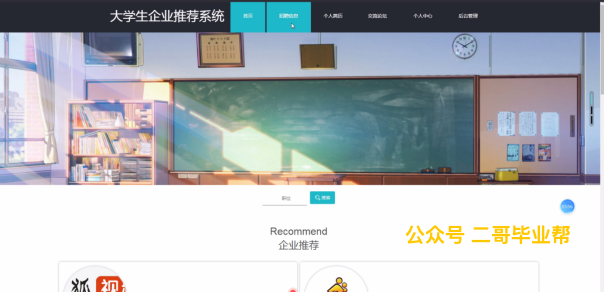 大学生企业推荐系统
首页
招聘信息
个人简历
交流论坛
个人中心
后台管理
职位
搜索
公众号 二哥毕业帮
Recommend
企业推荐
狐
视